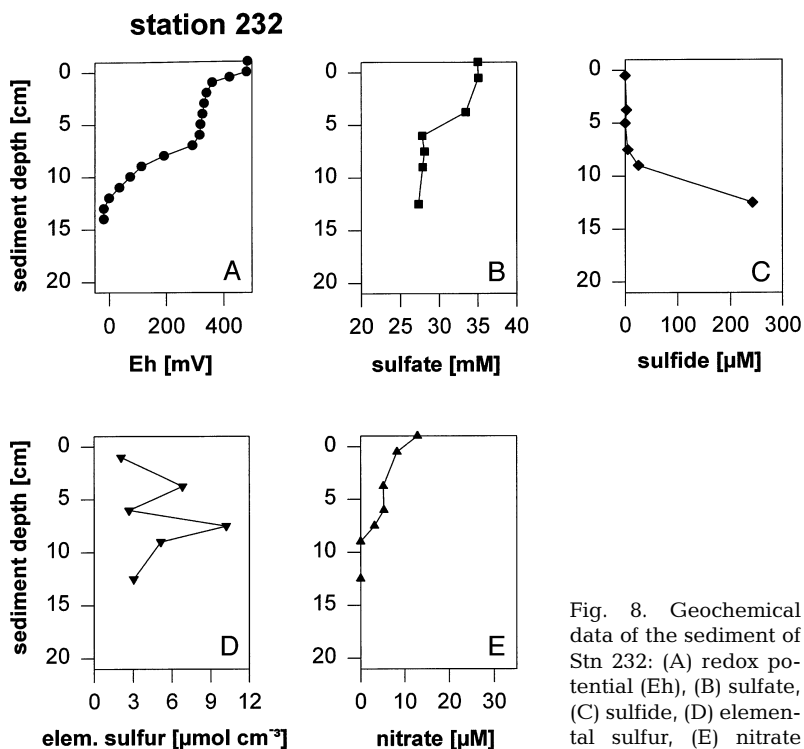 station 232
0
5
10
15
20
sediment depth [cm]
A
0 200 400
Eh [mV]
0
5
10
15
20
B
20 25 30 35 40
sulfate [mM]
0
5
10
15
20
C
0 100 200 300
sulfide [µM]
0
5
10
15
20
sediment depth [cm]
D
0 3 6 9 12
elem. sulfur [µmol cm⁻³]
0
5
10
15
20
E
0 10 20 30
nitrate [µM]
Fig. 8. Geochemical
data of the sediment of
Stn 232: (A) redox po-
tential (Eh), (B) sulfate,
(C) sulfide, (D) elemen-
tal sulfur, (E) nitrate